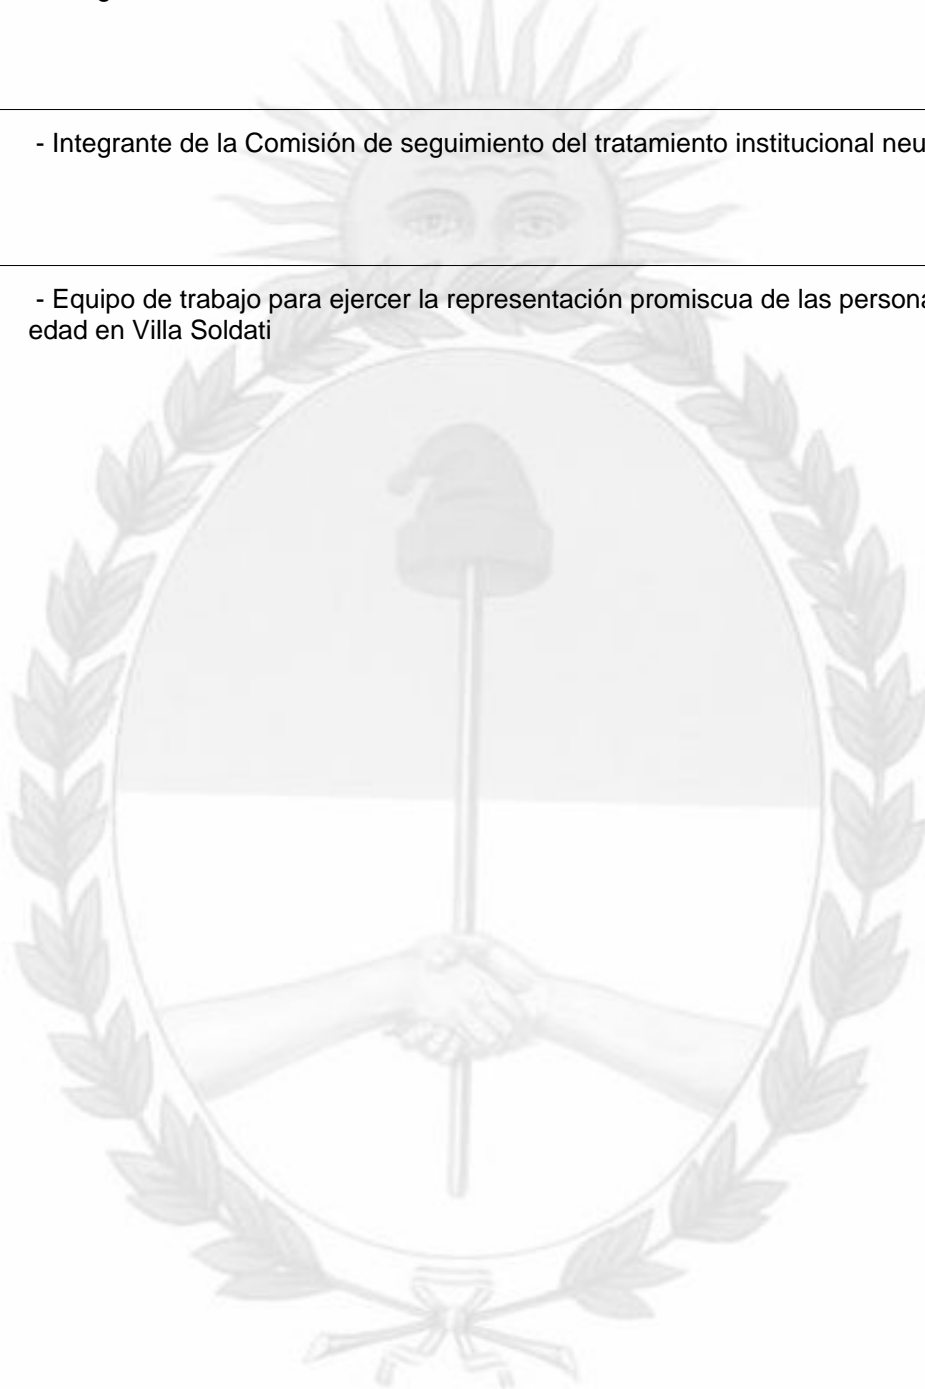 - Integrante de la Comisión de seguimiento del tratamiento institucional neu
- Equipo de trabajo para ejercer la representación promiscua de las persona
edad en Villa Soldati